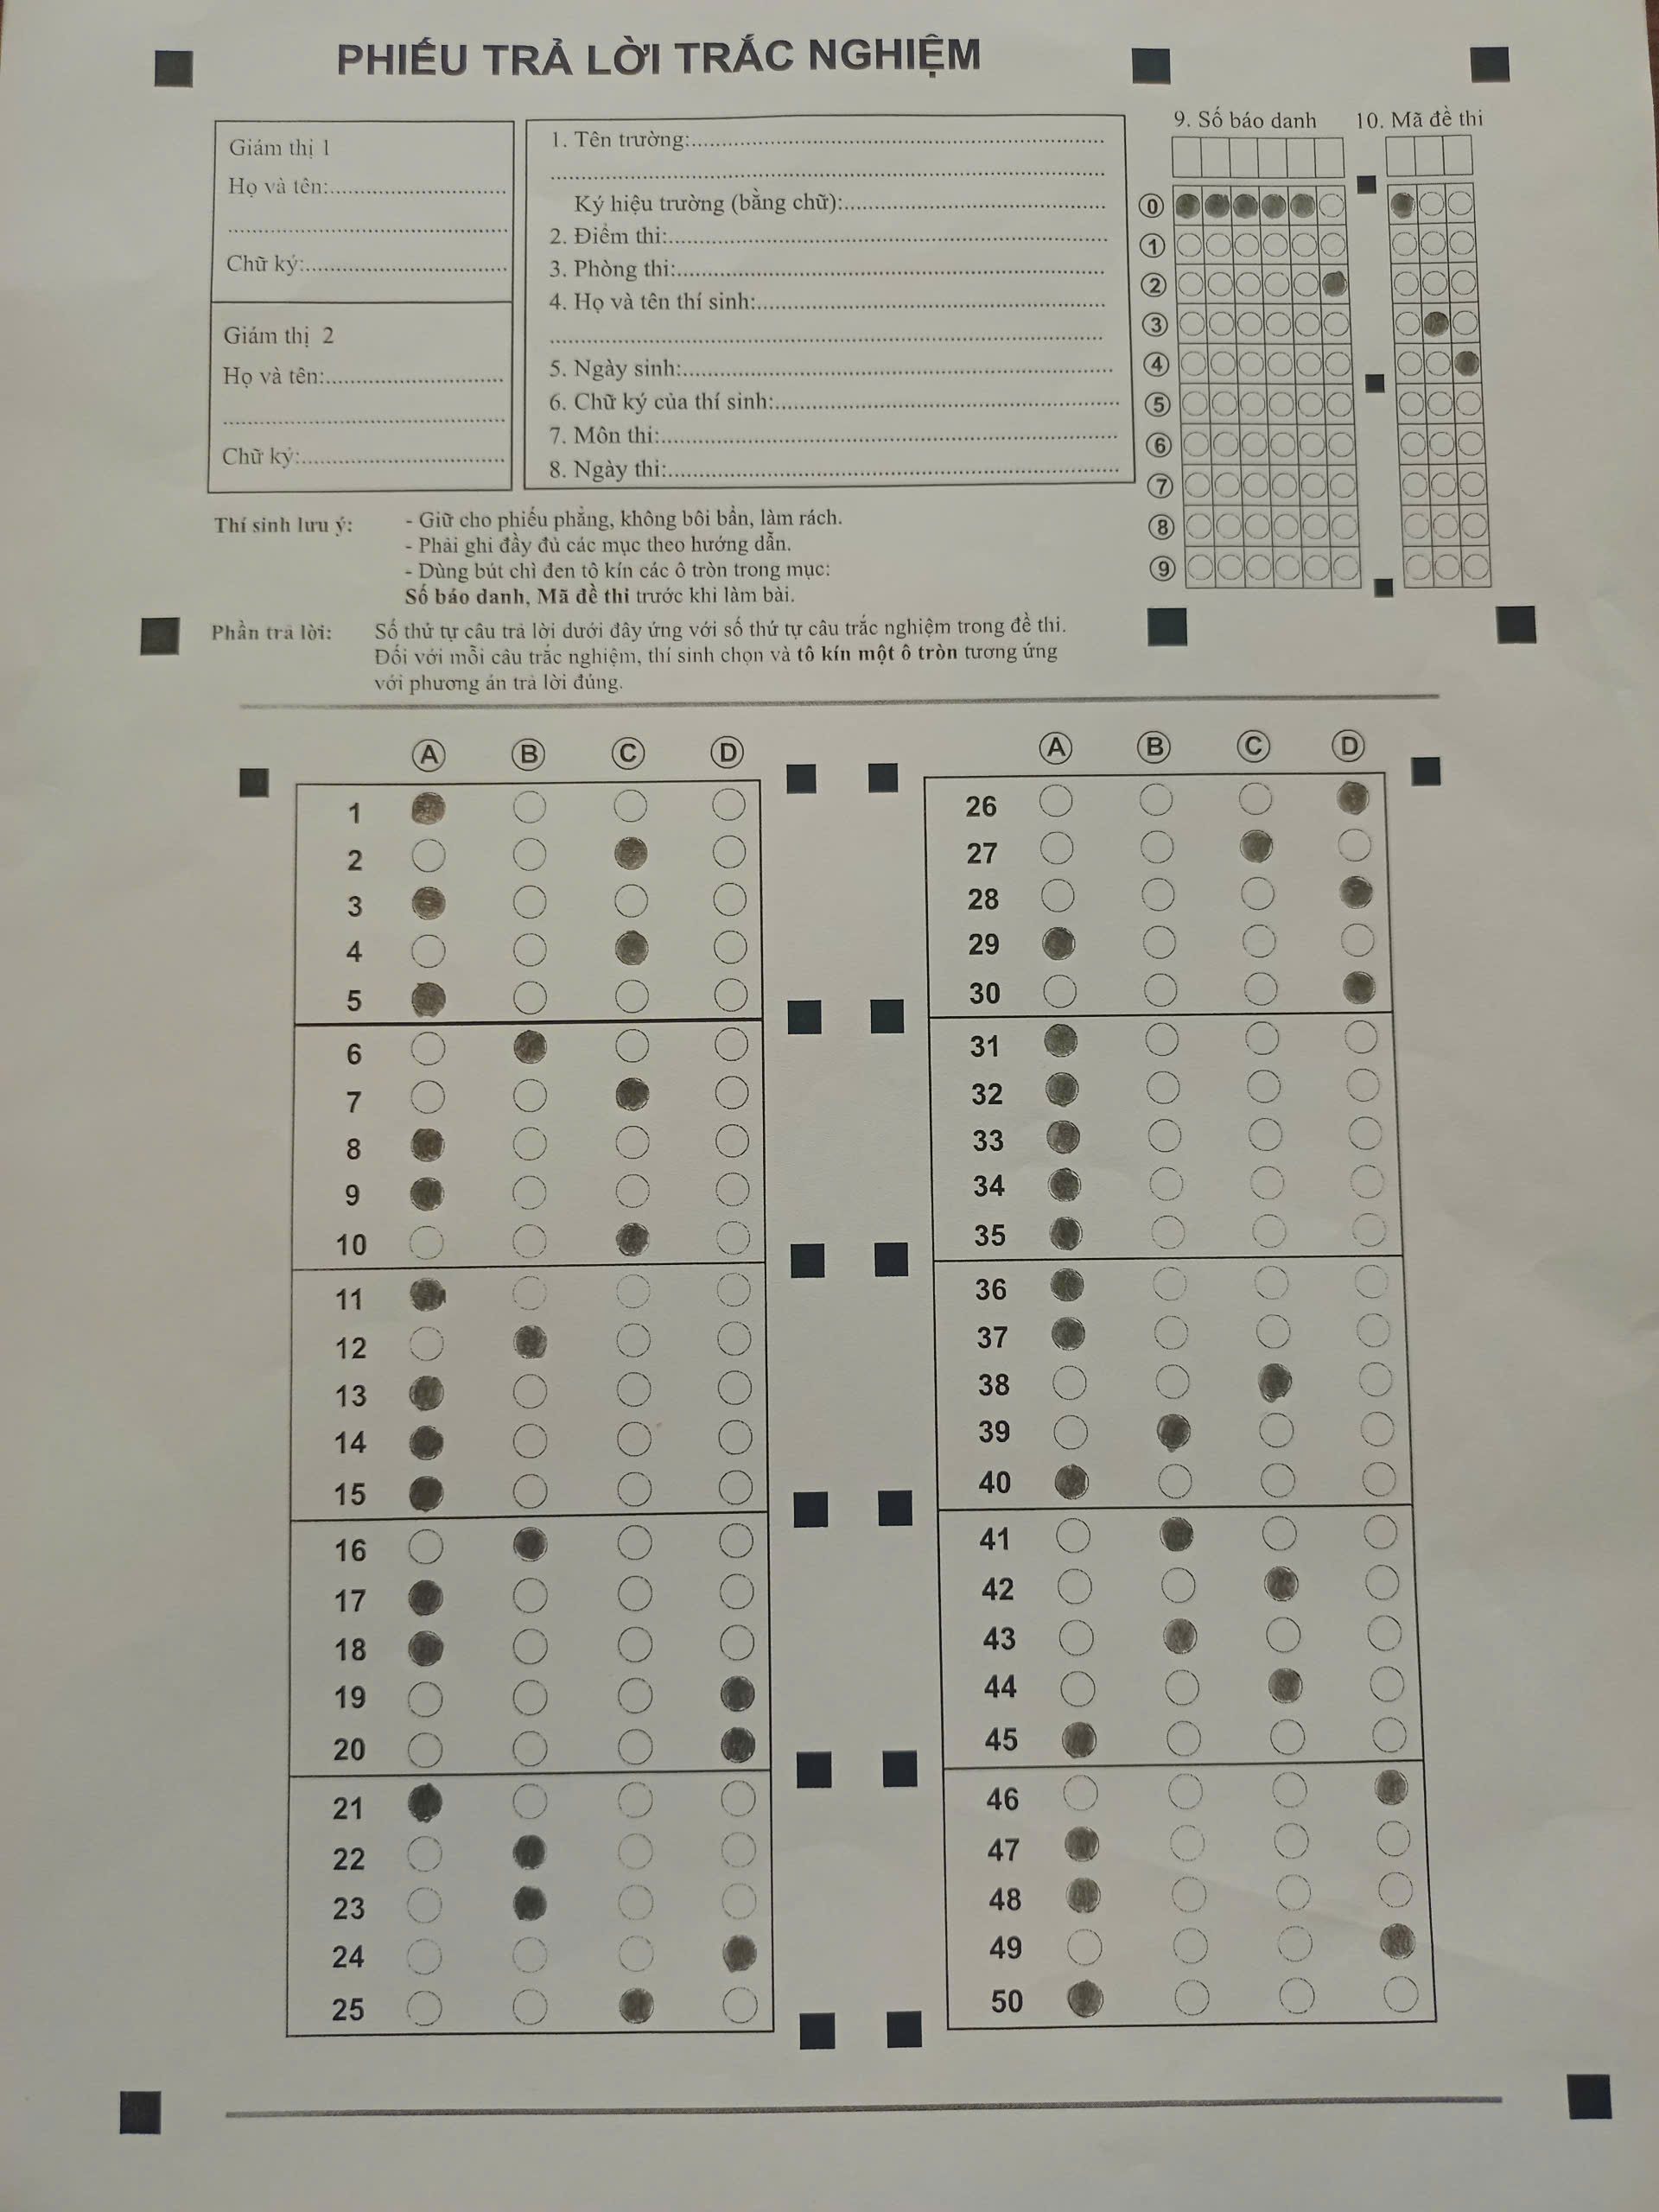 PHIẾU TRẢ LỜI TRẮC NGHIỆM
Giám thị 1
Họ và tên:
Chữ ký:
Giám thị 2
Họ và tên:
Chữ ký:
1. Tên trường:
Ký hiệu trường (bằng chữ):
2. Điểm thi:
3. Phòng thi:
4. Họ và tên thí sinh:
5. Ngày sinh:
6. Chữ ký của thí sinh:
7. Môn thi:
8. Ngày thi:
9. Số báo danh 10. Mã đề thi
0
1
2
3
4
5
6
7
8
9
Thí sinh lưu ý: - Giữ cho phiếu phẳng, không bôi bẩn, làm rách.
- Phải ghi đầy đủ các mục theo hướng dẫn.
- Dùng bút chì đen tô kín các ô tròn trong mục:
Số báo danh, Mã đề thi trước khi làm bài.
Phần trả lời: Số thứ tự câu trả lời dưới đây ứng với số thứ tự câu trắc nghiệm trong đề thi.
Đối với mỗi câu trắc nghiệm, thí sinh chọn và tô kín một ô tròn tương ứng
với phương án trả lời đúng.
A B C D
1
2
3
4
5
6
7
8
9
10
11
12
13
14
15
16
17
18
19
20
21
22
23
24
25
A B C D
26
27
28
29
30
31
32
33
34
35
36
37
38
39
40
41
42
43
44
45
46
47
48
49
50